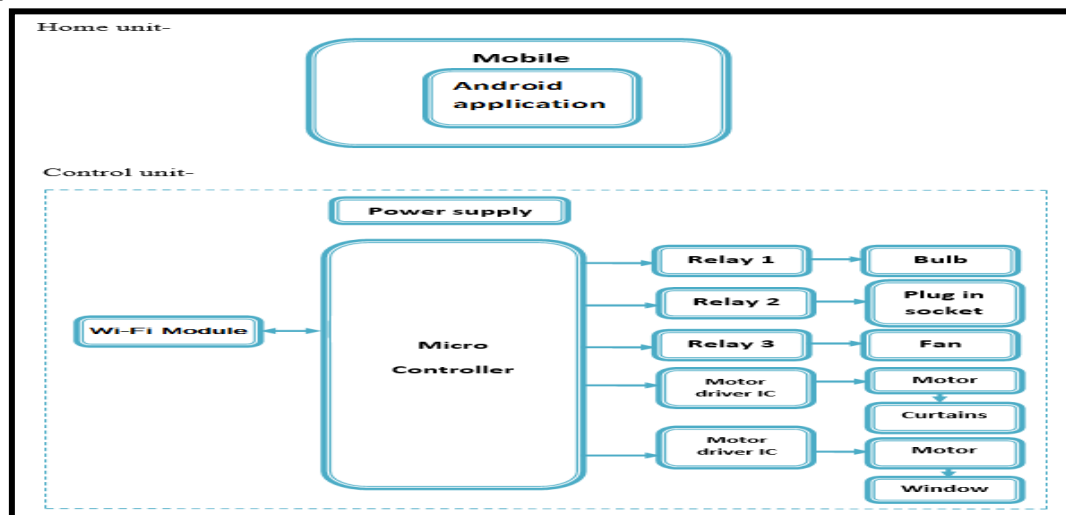 Home unit-
Mobile
Android
application
Control unit-
Power supply
Wi-Fi Module
Micro
Controller
Relay 1
Bulb
Relay 2
Plug in
socket
Relay 3
Fan
Motor
driver IC
Motor
Curtains
Motor
driver IC
Motor
Window